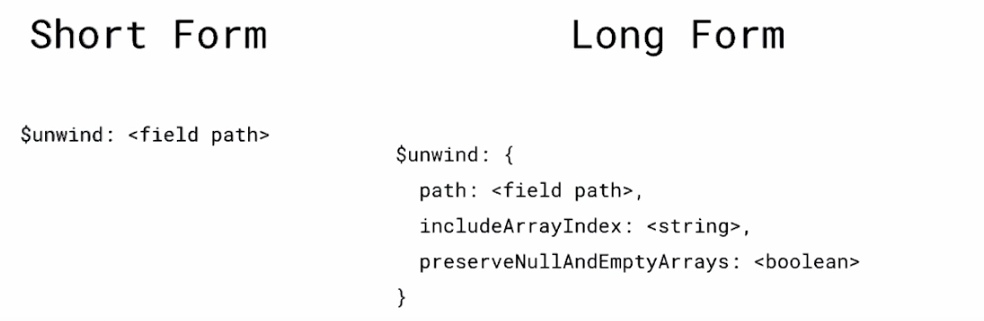 Short Form
$unwind: <field path>
Long Form
$unwind: {
path: <field path>,
includeArrayIndex: <string>,
preserveNullAndEmptyArrays: <boolean>
}